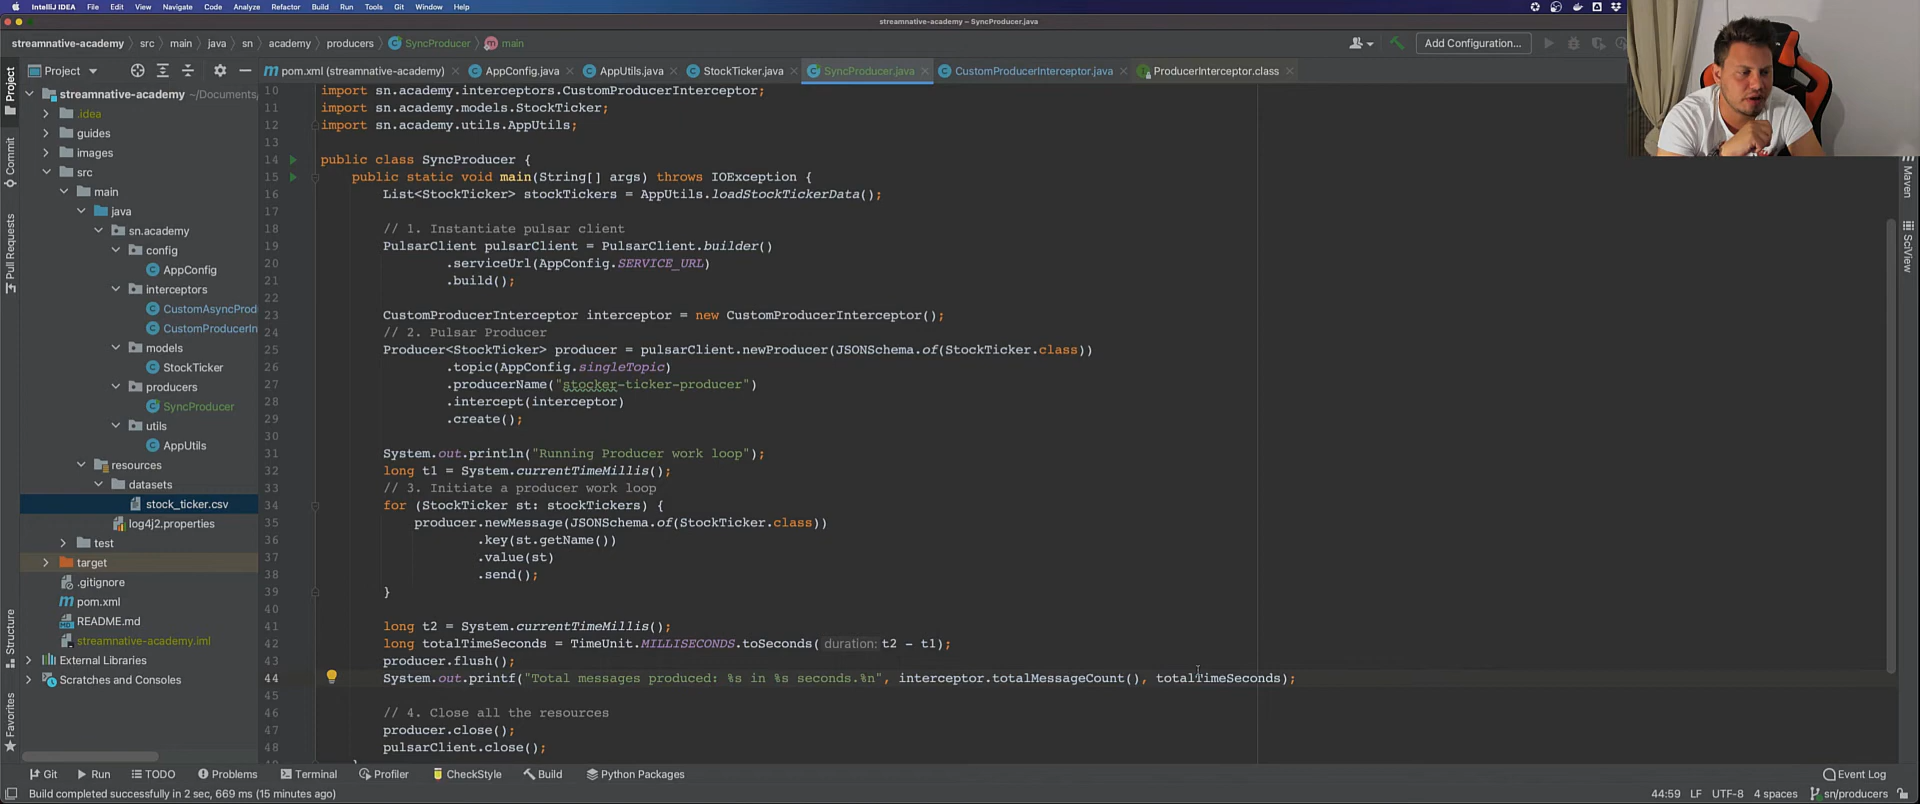 IntelliJ IDEA File Edit View Navigate Code Analyze Refactor Build Run Tools Git Window Help
streamnative-academy – SyncProducer.java
streamnative-academy src main java sn academy producers SyncProducer main
Add Configuration...
Project
pom.xml (streamnative-academy) AppConfig.java AppUtils.java StockTicker.java SyncProducer.java CustomProducerInterceptor.java ProducerInterceptor.class
Project
Commit
Pull Requests
Structure
Favorites
Maven
SciView
streamnative-academy ~/Documents/
.idea
guides
images
src
main
java
sn.academy
config
AppConfig
interceptors
CustomAsyncProd
CustomProducerIn
models
StockTicker
producers
SyncProducer
utils
AppUtils
resources
datasets
stock_ticker.csv
log4j2.properties
test
target
.gitignore
pom.xml
README.md
streamnative-academy.iml
External Libraries
Scratches and Consoles
10 import sn.academy.interceptors.CustomProducerInterceptor;
11 import sn.academy.models.StockTicker;
12 import sn.academy.utils.AppUtils;
13
14 public class SyncProducer {
15 public static void main(String[] args) throws IOException {
16 List<StockTicker> stockTickers = AppUtils.loadStockTickerData();
17
18 // 1. Instantiate pulsar client
19 PulsarClient pulsarClient = PulsarClient.builder()
20 .serviceUrl(AppConfig.SERVICE_URL)
21 .build();
22
23 CustomProducerInterceptor interceptor = new CustomProducerInterceptor();
24 // 2. Pulsar Producer
25 Producer<StockTicker> producer = pulsarClient.newProducer(JSONSchema.of(StockTicker.class))
26 .topic(AppConfig.singleTopic)
27 .producerName("stocker-ticker-producer")
28 .intercept(interceptor)
29 .create();
30
31 System.out.println("Running Producer work loop");
32 long t1 = System.currentTimeMillis();
33 // 3. Initiate a producer work loop
34 for (StockTicker st: stockTickers) {
35 producer.newMessage(JSONSchema.of(StockTicker.class))
36 .key(st.getName())
37 .value(st)
38 .send();
39 }
40
41 long t2 = System.currentTimeMillis();
42 long totalTimeSeconds = TimeUnit.MILLISECONDS.toSeconds( duration: t2 - t1);
43 producer.flush();
44 System.out.printf("Total messages produced: %s in %s seconds.%n", interceptor.totalMessageCount(), totalTimeSeconds);
45
46 // 4. Close all the resources
47 producer.close();
48 pulsarClient.close();
Git Run TODO Problems Terminal Profiler CheckStyle Build Python Packages Event Log
Build completed successfully in 2 sec, 669 ms (15 minutes ago) 44:59 LF UTF-8 4 spaces sn/producers